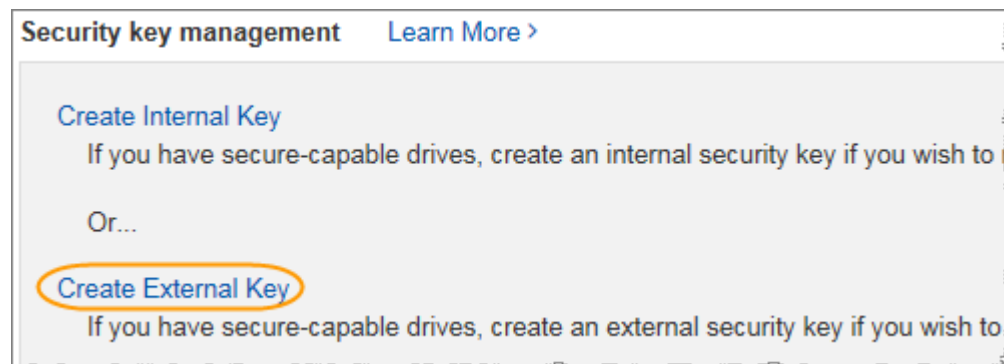 Security key management Learn More >
Create Internal Key
If you have secure-capable drives, create an internal security key if you wish to
Or...
Create External Key
If you have secure-capable drives, create an external security key if you wish to